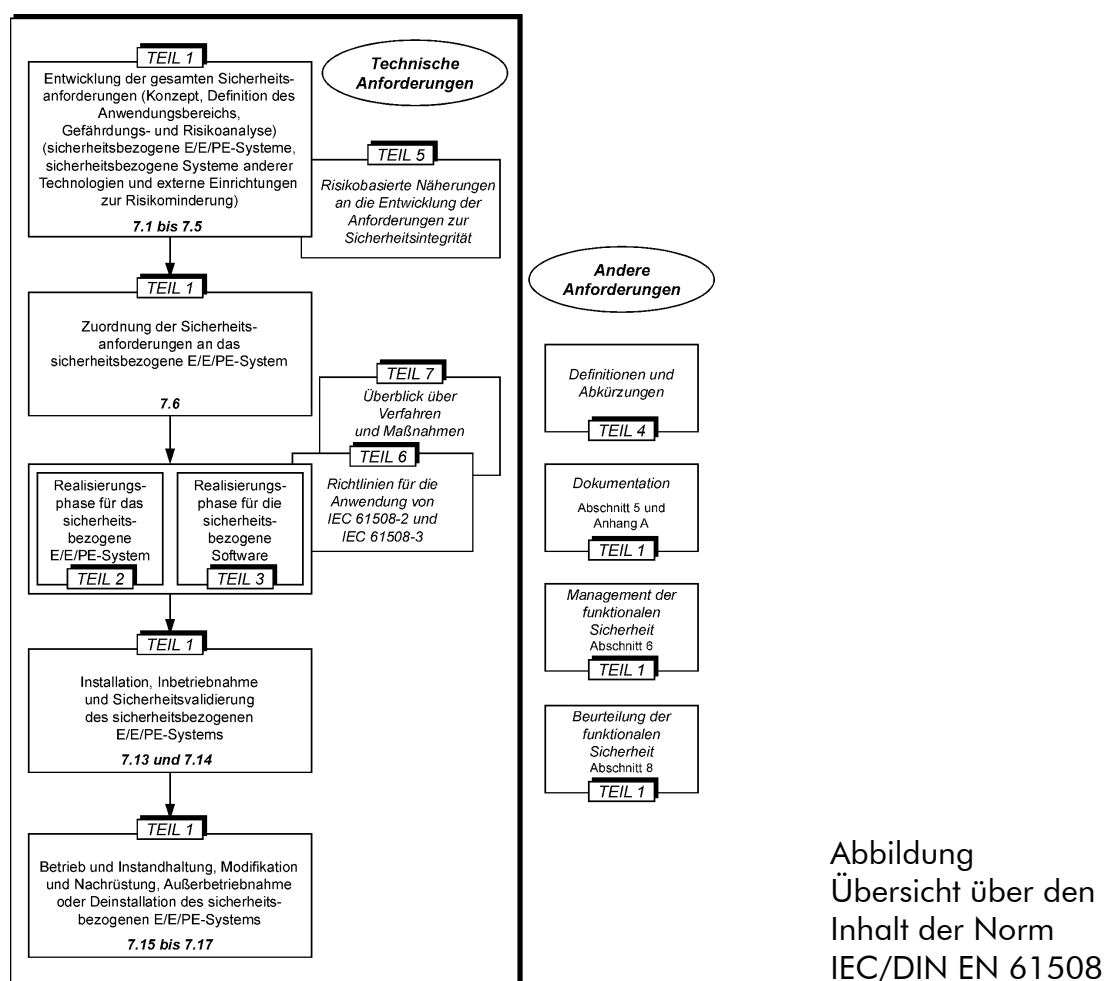 TEIL 1
Entwicklung der gesamten Sicherheits-
anforderungen (Konzept, Definition des
Anwendungsbereichs,
Gefährdungs- und Risikoanalyse)
(sicherheitsbezogene E/E/PE-Systeme,
sicherheitsbezogene Systeme anderer
Technologien und externe Einrichtungen
zur Risikominderung)
7.1 bis 7.5
Technische
Anforderungen
TEIL 5
Risikobasierte Näherungen
an die Entwicklung der
Anforderungen zur
Sicherheitsintegrität
TEIL 1
Zuordnung der Sicherheits-
anforderungen an das
sicherheitsbezogene E/E/PE-System
7.6
TEIL 7
Überblick über
Verfahren
und Maßnahmen
TEIL 6
Richtlinien für die
Anwendung von
IEC 61508-2 und
IEC 61508-3
Realisierungs-
phase für das
sicherheits-
bezogene
E/E/PE-System
TEIL 2
Realisierungs-
phase für die
sicherheits-
bezogene
Software
TEIL 3
TEIL 1
Installation, Inbetriebnahme
und Sicherheitsvalidierung
des sicherheitsbezogenen
E/E/PE-Systems
7.13 und 7.14
TEIL 1
Betrieb und Instandhaltung, Modifikation
und Nachrüstung, Außerbetriebnahme
oder Deinstallation des sicherheits-
bezogenen E/E/PE-Systems
7.15 bis 7.17
Andere
Anforderungen
Definitionen und
Abkürzungen
TEIL 4
Dokumentation
Abschnitt 5 und
Anhang A
TEIL 1
Management der
funktionalen
Sicherheit
Abschnitt 6
TEIL 1
Beurteilung der
funktionalen
Sicherheit
Abschnitt 8
TEIL 1
Abbildung
Übersicht über den
Inhalt der Norm
IEC/DIN EN 61508